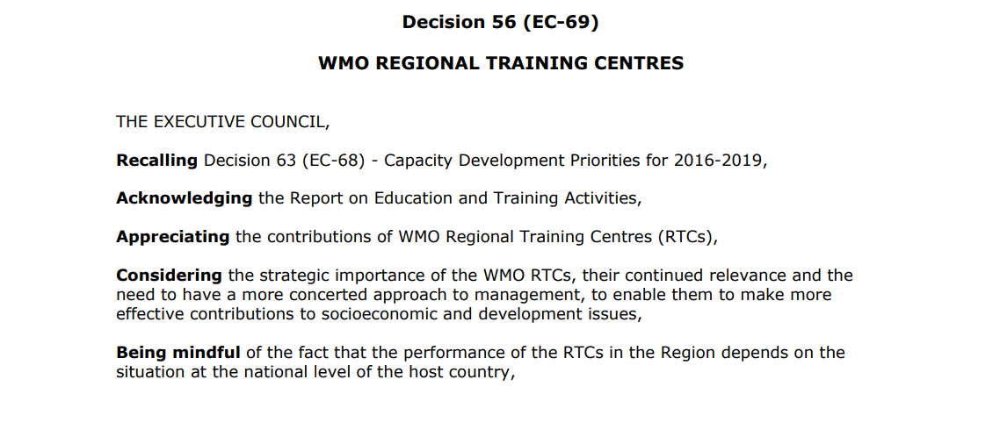 Decision 56 (EC-69)
WMO REGIONAL TRAINING CENTRES
THE EXECUTIVE COUNCIL,
Recalling Decision 63 (EC-68) - Capacity Development Priorities for 2016-2019,
Acknowledging the Report on Education and Training Activities,
Appreciating the contributions of WMO Regional Training Centres (RTCs),
Considering the strategic importance of the WMO RTCs, their continued relevance and the
need to have a more concerted approach to management, to enable them to make more
effective contributions to socioeconomic and development issues,
Being mindful of the fact that the performance of the RTCs in the Region depends on the
situation at the national level of the host country,